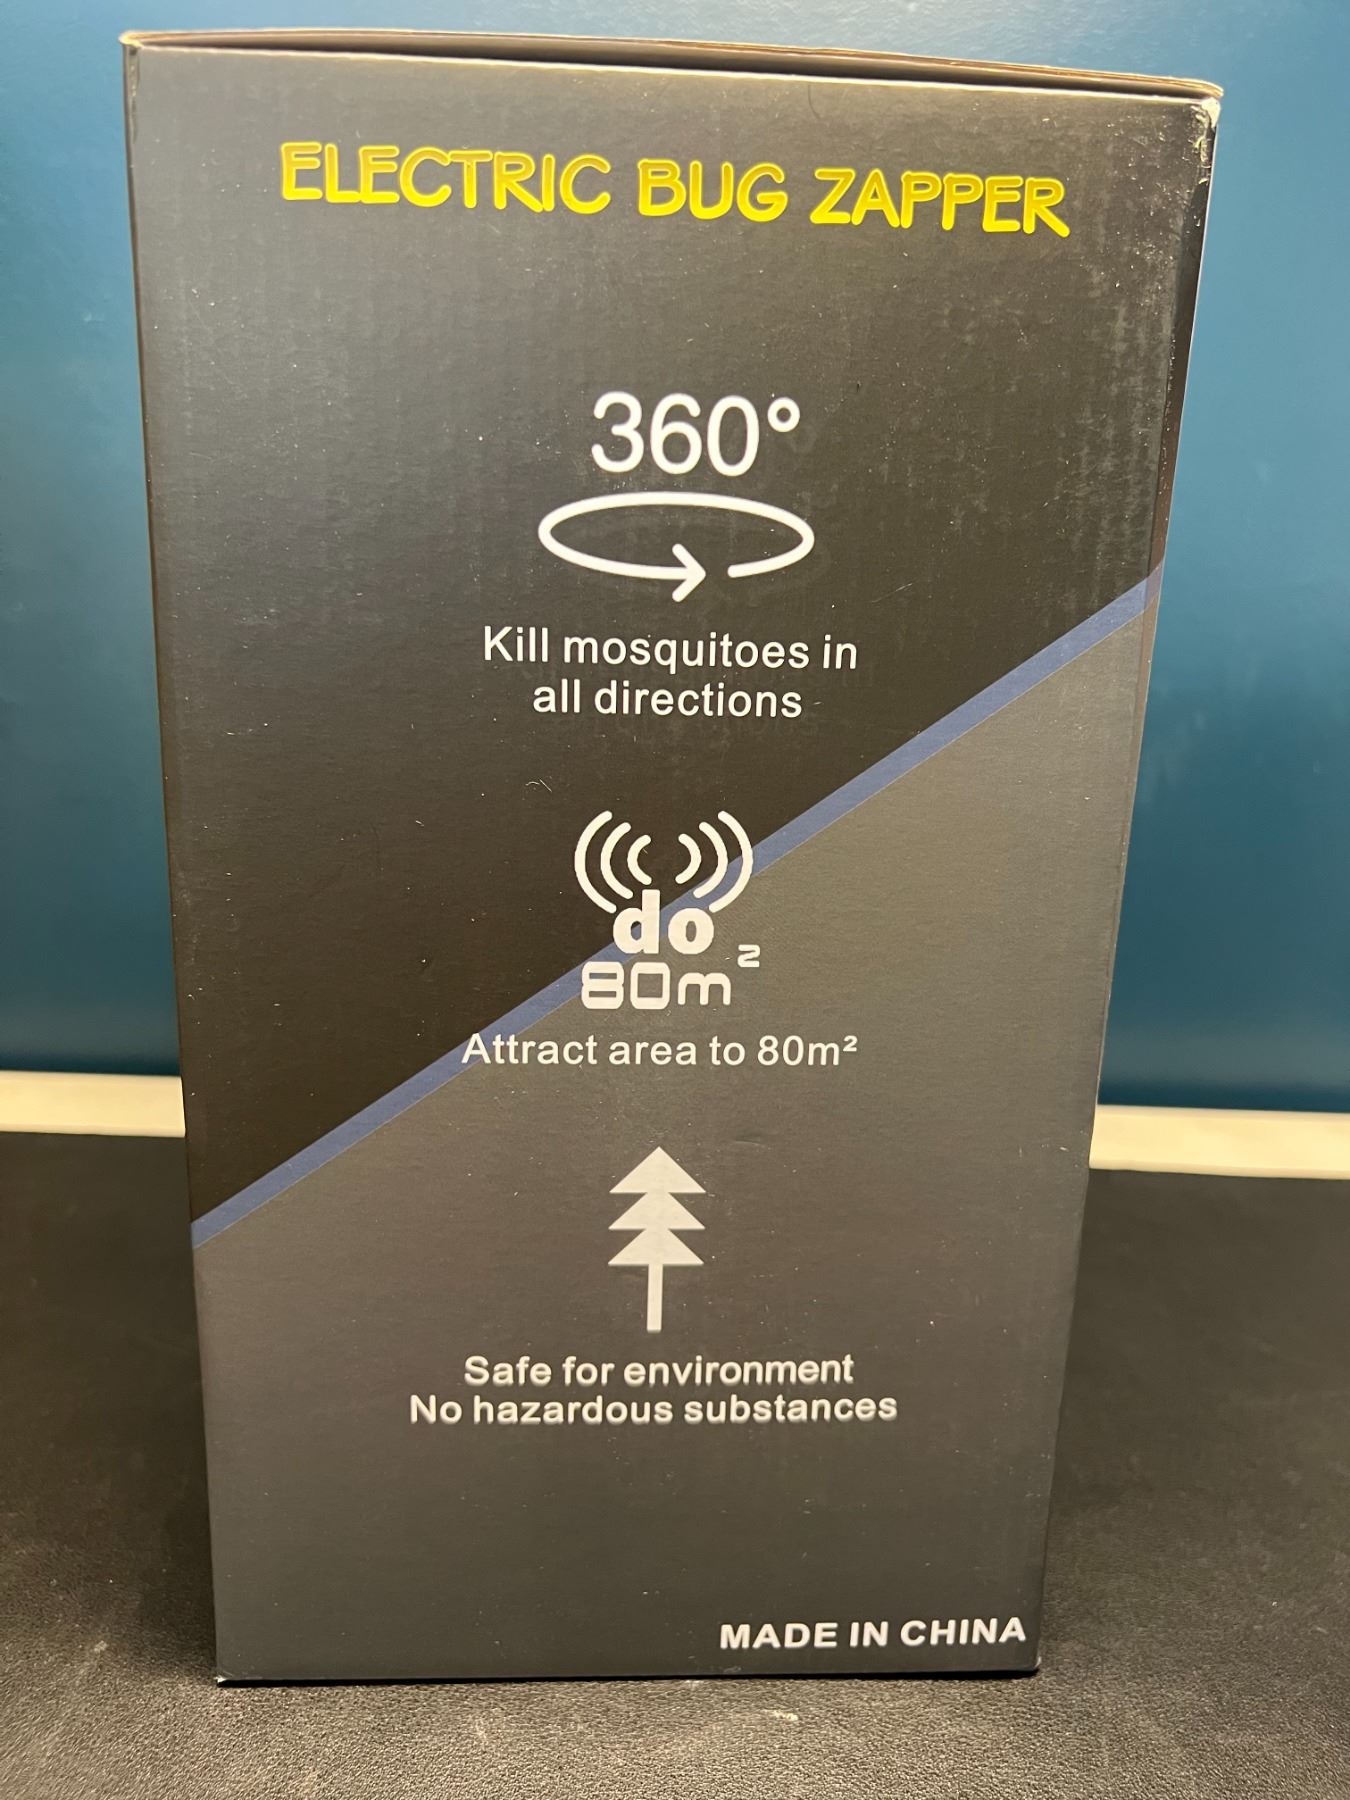 ELECTRIC BUG ZAPPER
360°
Kill mosquitoes in
all directions
do
80m²
Attract area to 80m²
Safe for environment
No hazardous substances
MADE IN CHINA